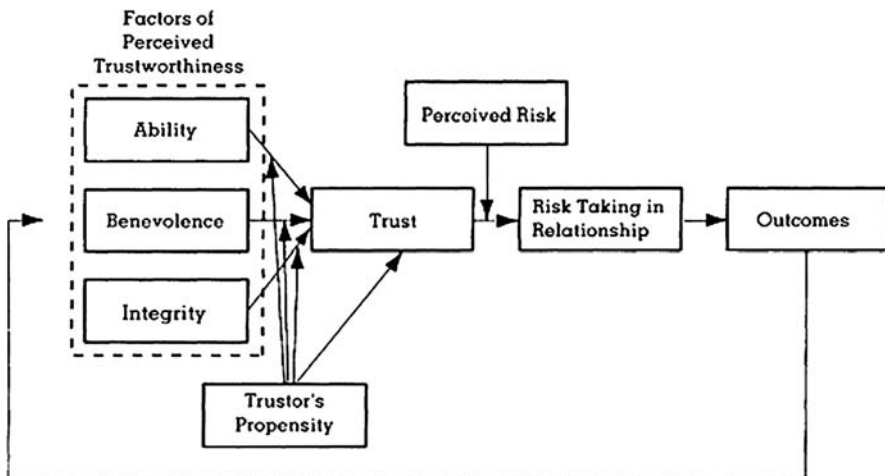 Factors of
Perceived
Trustworthiness
Ability
Benevolence
Integrity
Trustor's
Propensity
Trust
Perceived Risk
Risk Taking in
Relationship
Outcomes